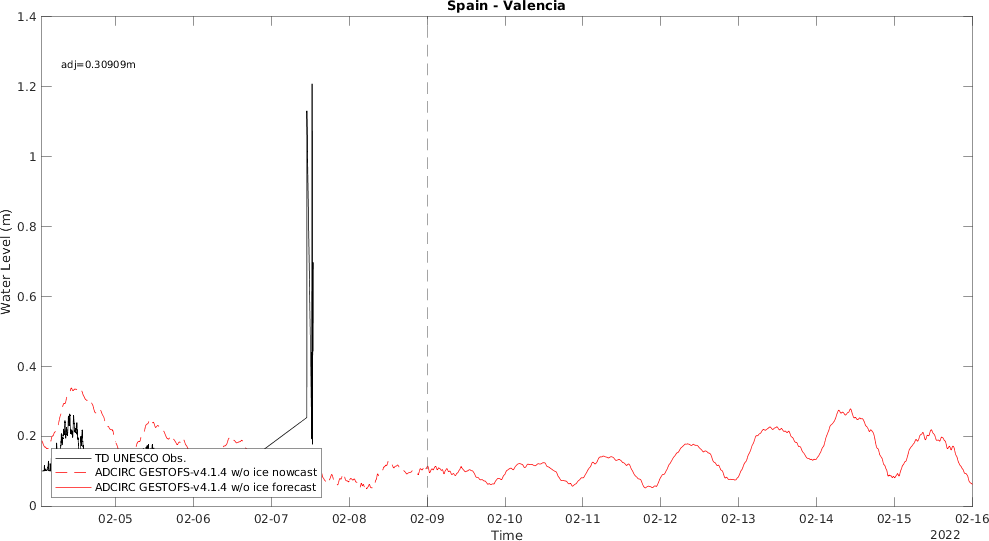 Spain - Valencia
1.4
adj=0.30909m
1.2
1
0.8
0.6
0.4
0.2
0
Water Level (m)
TD UNESCO Obs.
ADCIRC GESTOFS-v4.1.4 w/o ice nowcast
ADCIRC GESTOFS-v4.1.4 w/o ice forecast
02-05 02-06 02-07 02-08 02-09 02-10 02-11 02-12 02-13 02-14 02-15 02-16
Time
2022